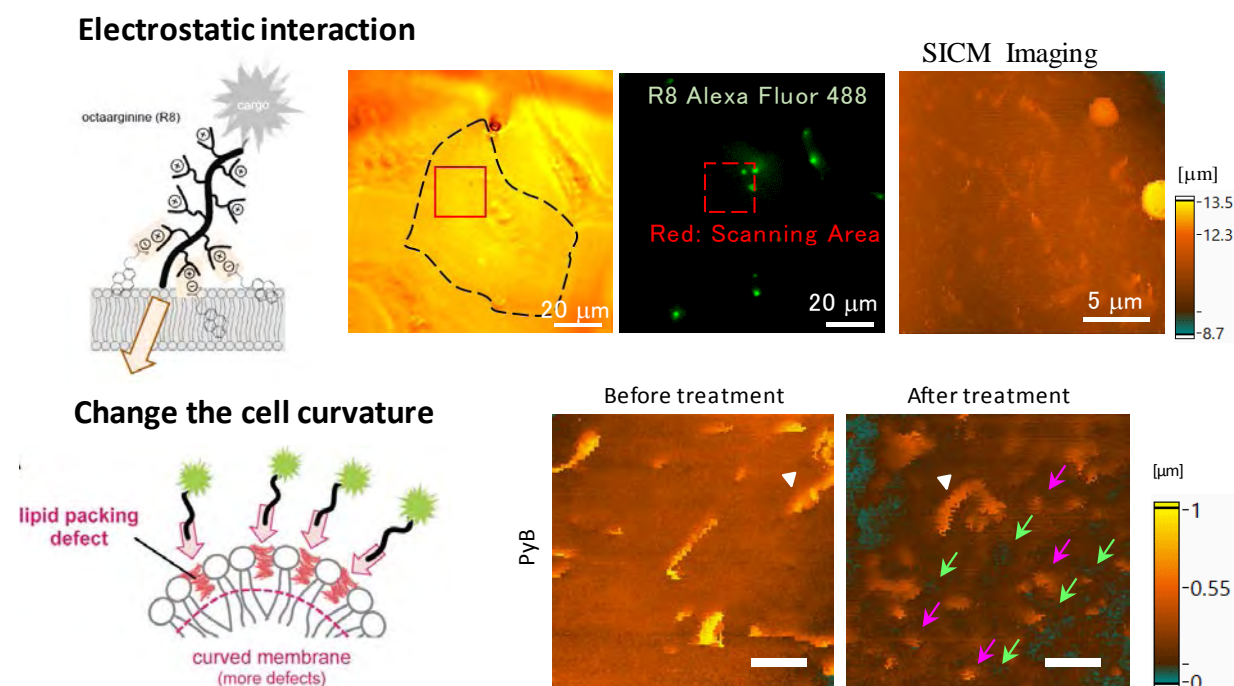 Electrostatic interaction
cargo
octaarginine (R8)
20 μm
R8 Alexa Fluor 488
Red: Scanning Area
20 μm
SICM Imaging
5 μm
[μm]
13.5
12.3
8.7
Change the cell curvature
lipid packing
defect
curved membrane
(more defects)
Before treatment
After treatment
PyB
[μm]
1
0.55
0